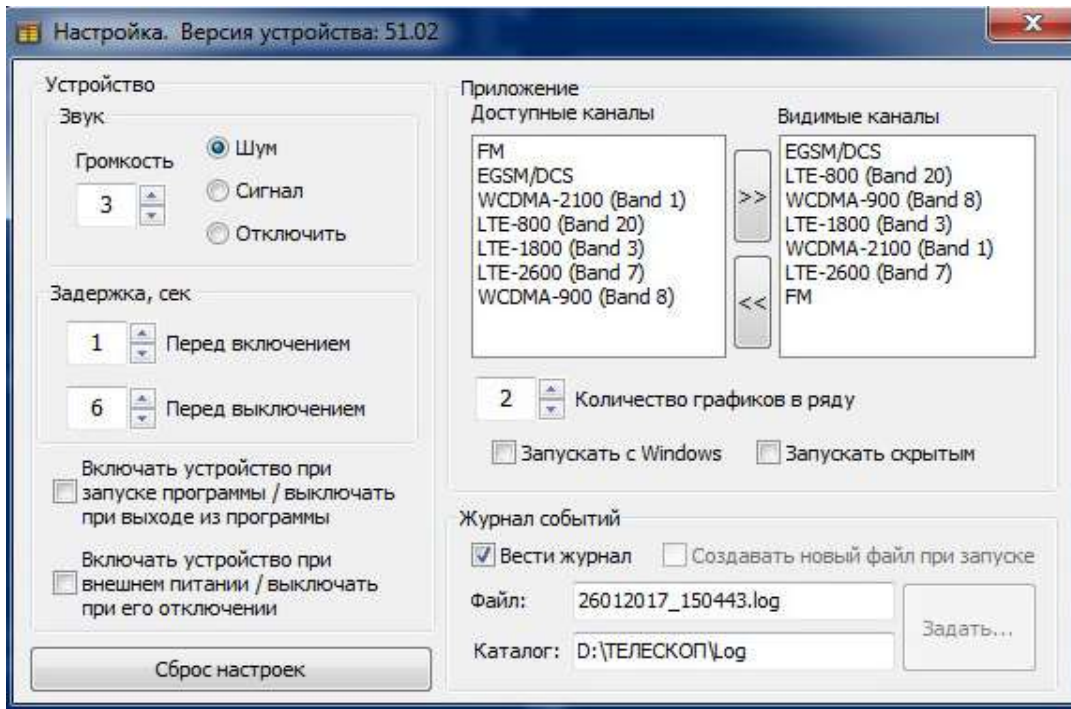 Настройка. Версия устройства: 51.02
Устройство
Звук
Громкость
3
Шум
Сигнал
Отключить
Задержка, сек
1 Перед включением
6 Перед выключением
Включать устройство при
запуске программы / выключать
при выходе из программы
Включать устройство при
внешнем питании / выключать
при его отключении
Сброс настроек
Приложение
Доступные каналы
FM
EGSM/DCS
WCDMA-2100 (Band 1)
LTE-800 (Band 20)
LTE-1800 (Band 3)
LTE-2600 (Band 7)
WCDMA-900 (Band 8)
>>
<<
Видимые каналы
EGSM/DCS
LTE-800 (Band 20)
WCDMA-900 (Band 8)
LTE-1800 (Band 3)
WCDMA-2100 (Band 1)
LTE-2600 (Band 7)
FM
2 Количество графиков в ряду
Запускать с Windows Запускать скрытым
Журнал событий
Вести журнал Создавать новый файл при запуске
Файл: 26012017_150443.log
Каталог: D:\ТЕЛЕСКОП\Log
Задать...